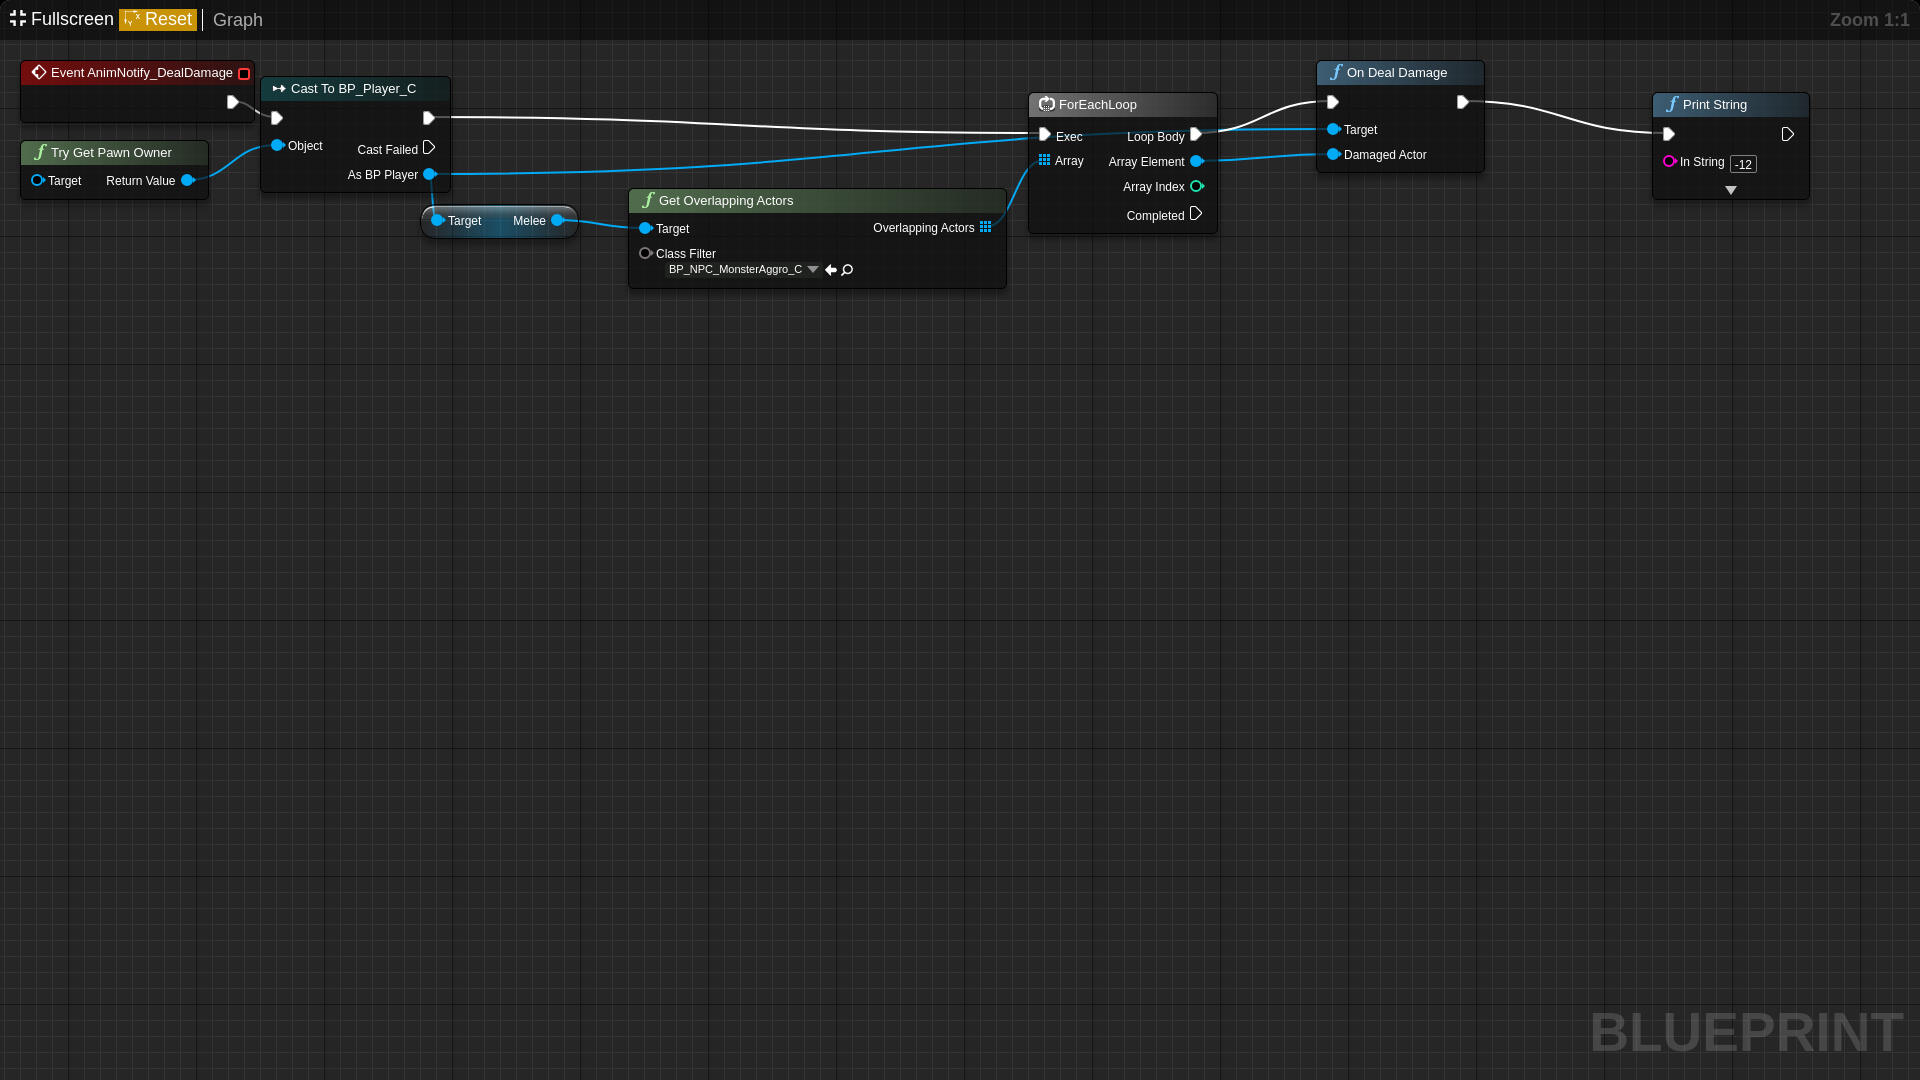 Fullscreen Reset Graph Zoom 1:1
Event AnimNotify_DealDamage
Try Get Pawn Owner
Target Return Value
Cast To BP_Player_C
Object
Cast Failed
As BP Player
Target Melee
Get Overlapping Actors
Target Overlapping Actors
Class Filter
BP_NPC_MonsterAggro_C
ForEachLoop
Exec Loop Body
Array Array Element
Array Index
Completed
On Deal Damage
Target
Damaged Actor
Print String
In String -12
BLUEPRINT